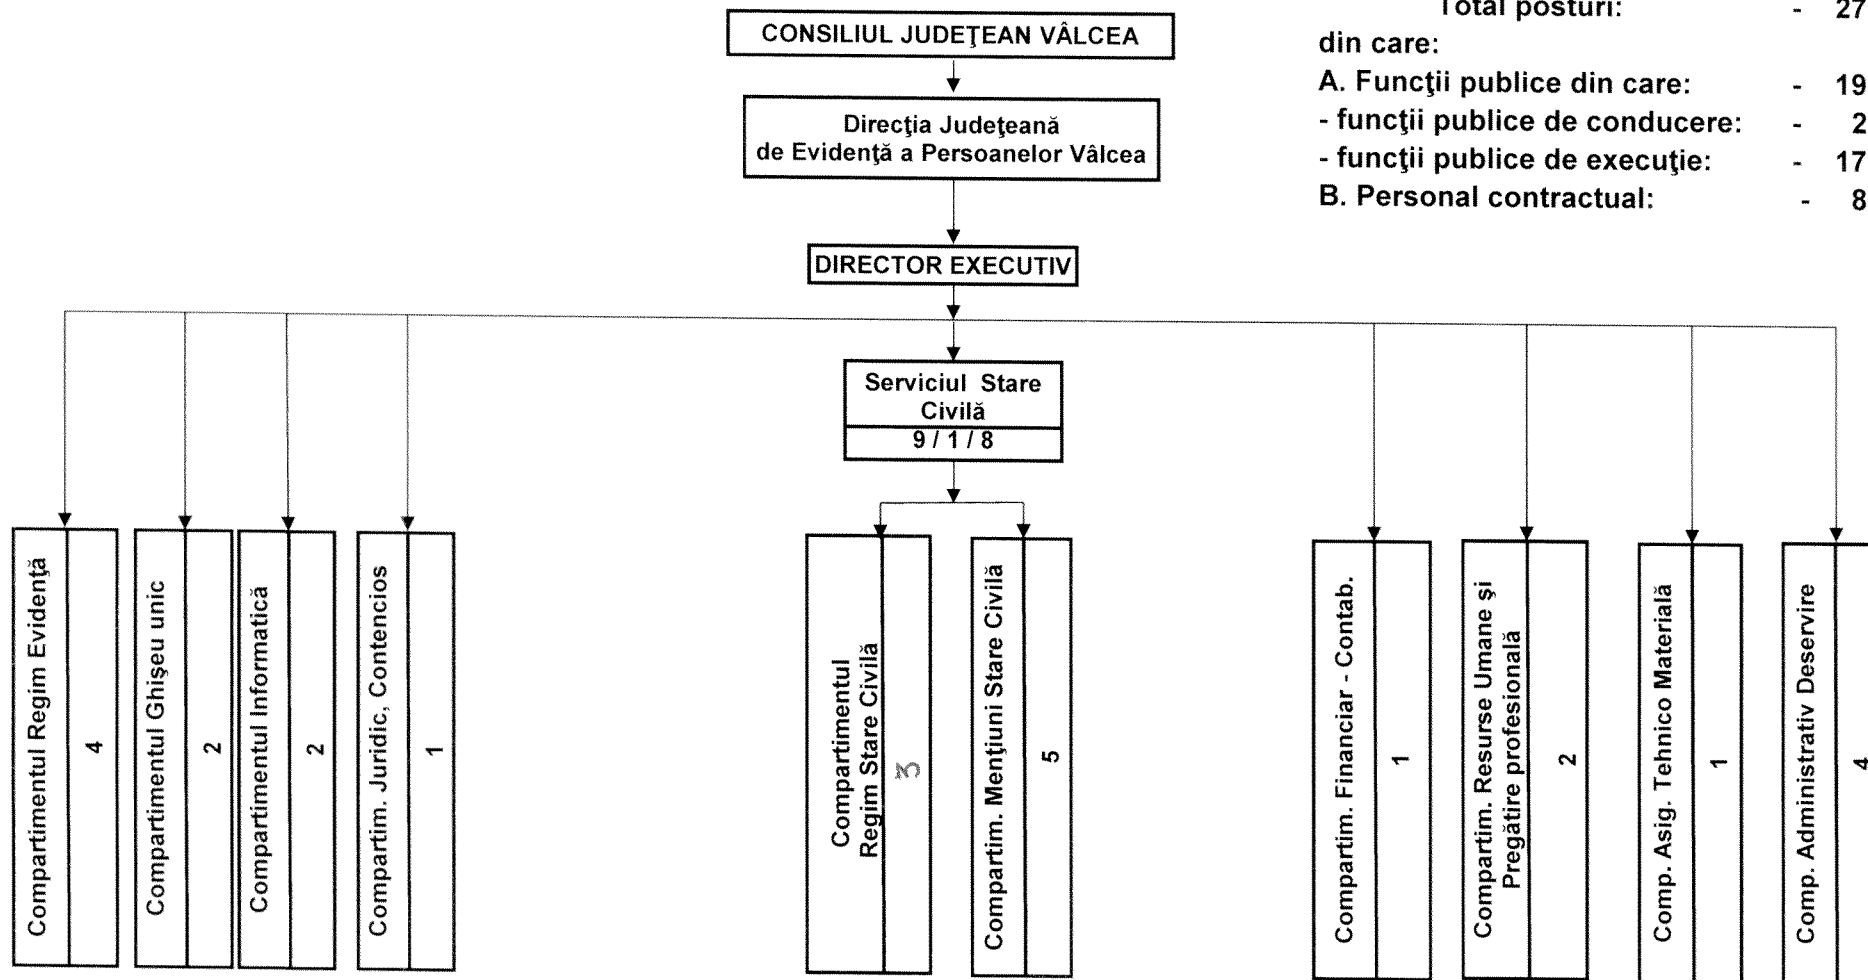 CONSILIUL JUDEŢEAN VÂLCEA
Direcţia Judeţeană
de Evidenţă a Persoanelor Vâlcea
DIRECTOR EXECUTIV
Total posturi: - 27
din care:
A. Funcţii publice din care: - 19
- funcţii publice de conducere: - 2
- funcţii publice de execuţie: - 17
B. Personal contractual: - 8
Serviciul Stare
Civilă
9 / 1 / 8
Compartimentul Regim Evidenţă
4
Compartimentul Ghişeu unic
2
Compartimentul Informatică
2
Compartim. Juridic, Contencios
1
Compartimentul
Regim Stare Civilă
3
Compartim. Menţiuni Stare Civilă
5
Compartim. Financiar - Contab.
1
Compartim. Resurse Umane şi
Pregătire profesională
2
Comp. Asig. Tehnico Materială
1
Comp. Administrativ Deservire
4